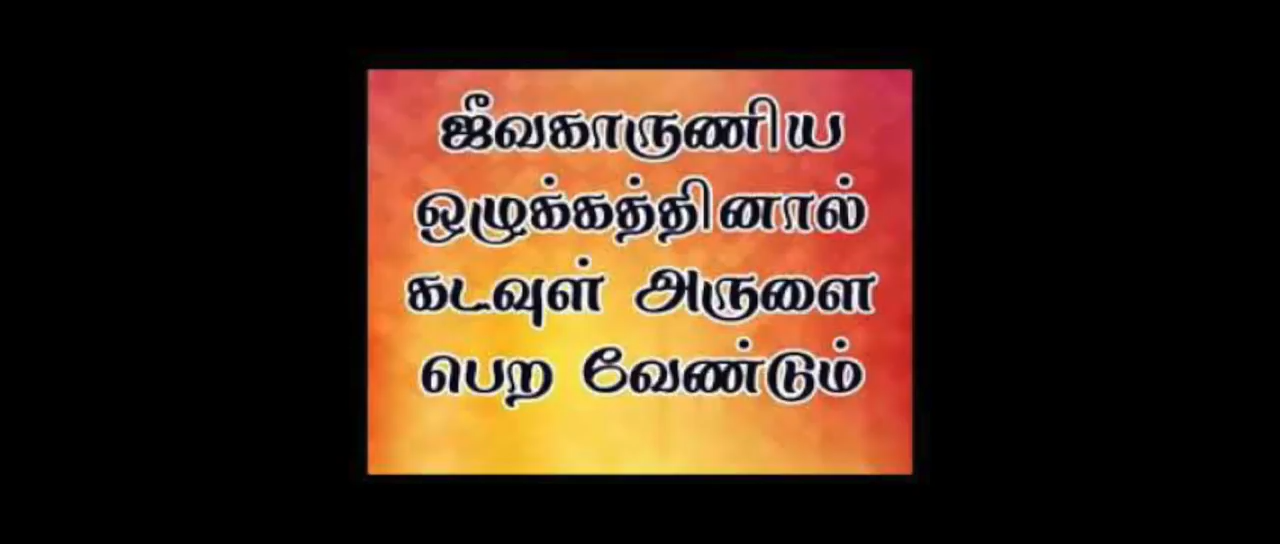 ஜீவகாருணிய
ஒழுக்கத்தினால்
கடவுள் அருளை
பெற வேண்டும்